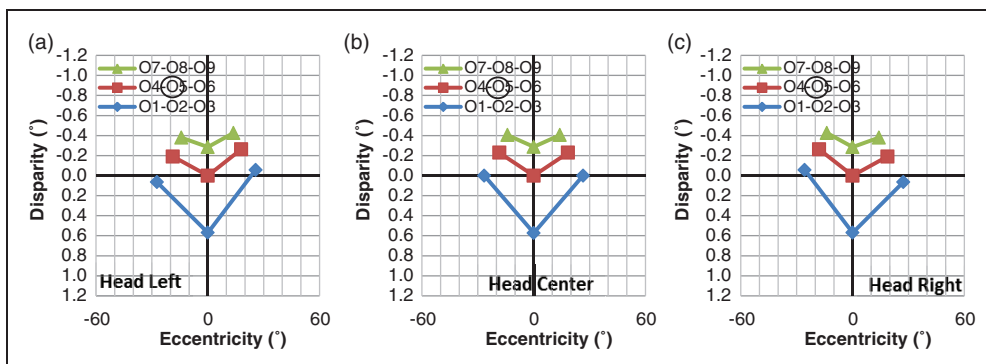 (a)
-1.2
-1.0
-0.8
-0.6
-0.4
-0.2
0.0
0.2
0.4
0.6
0.8
1.0
1.2
Disparity (°)
O7-O8-O9
O4-O5-O6
O1-O2-O3
Head Left
-60 0 60
Eccentricity (°)
(b)
-1.2
-1.0
-0.8
-0.6
-0.4
-0.2
0.0
0.2
0.4
0.6
0.8
1.0
1.2
Disparity (°)
O7-O8-O9
O4-O5-O6
O1-O2-O3
Head Center
-60 0 60
Eccentricity (°)
(c)
-1.2
-1.0
-0.8
-0.6
-0.4
-0.2
0.0
0.2
0.4
0.6
0.8
1.0
1.2
Disparity (°)
O7-O8-O9
O4-O5-O6
O1-O2-O3
Head Right
-60 0 60
Eccentricity (°)